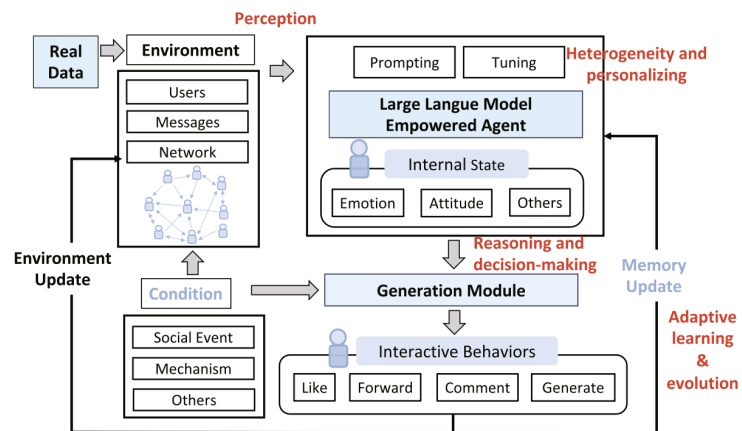 Perception
Real
Data
Environment
Users
Messages
Network
Prompting
Tuning
Heterogeneity and
personalizing
Large Langue Model
Empowered Agent
Internal State
Emotion
Attitude
Others
Environment
Update
Condition
Social Event
Mechanism
Others
Reasoning and
decision-making
Generation Module
Interactive Behaviors
Like
Forward
Comment
Generate
Memory
Update
Adaptive
learning
&
evolution